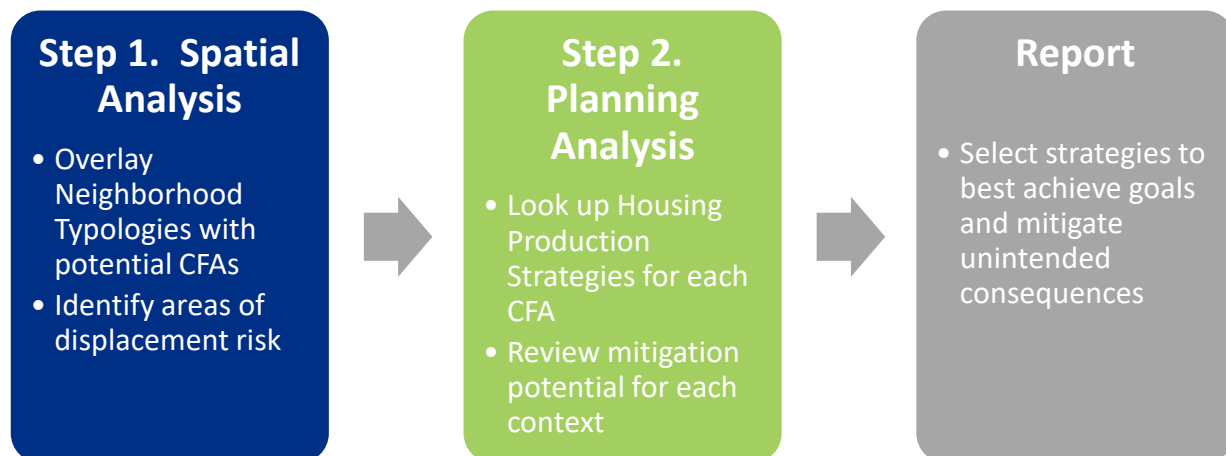 Step 1.  Spatial
Analysis
• Overlay
Neighborhood
Typologies with
potential CFAs
• Identify areas of
displacement risk
Step 2.
Planning
Analysis
• Look up Housing
Production
Strategies for each
CFA
• Review mitigation
potential for each
context
Report
• Select strategies to
best achieve goals
and mitigate
unintended
consequences